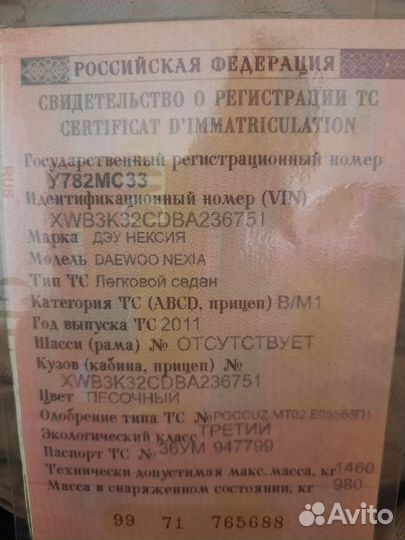 РОССИЙСКАЯ ФЕДЕРАЦИЯ
СВИДЕТЕЛЬСТВО О РЕГИСТРАЦИИ ТС
CERTIFICAT D'IMMATRICULATION
Государственный регистрационный номер
У782МС33
Идентификационный номер (VIN)
XWB3K32CDBA236751
Марка ДЭУ НЕКСИЯ
Модель DAEWOO NEXIA
Тип ТС Легковой седан
Категория ТС (ABCD, прицеп) B/M1
Год выпуска ТС 2011
Шасси (рама) № ОТСУТСТВУЕТ
Кузов (кабина, прицеп) №
XWB3K32CDBA236751
Цвет ПЕСОЧНЫЙ
Одобрение типа ТС № РОССUZ.МТ02.Е05568П1
Экологический класс ТРЕТИЙ
Паспорт ТС № 36УМ 947799
Технически допустимая макс. масса, кг 1460
Масса в снаряженном состоянии, кг 980
99 71 765688
Avito